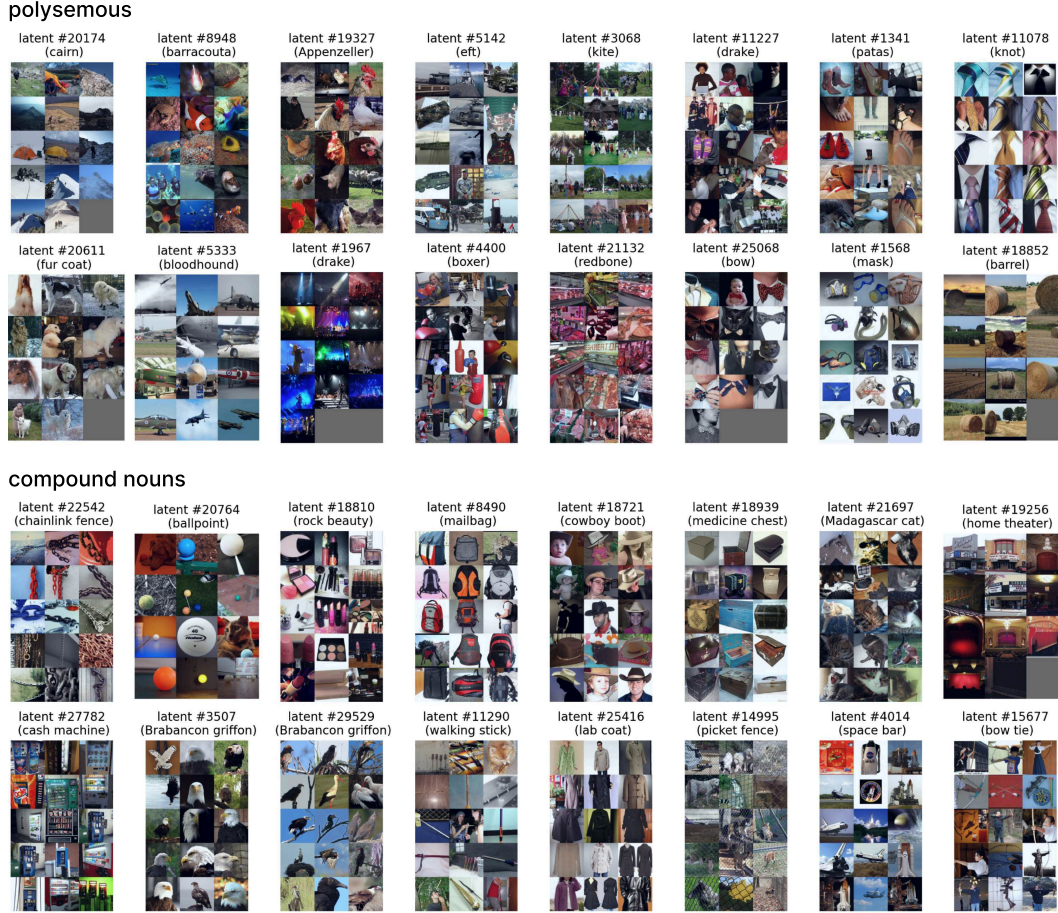 polysemous
latent #20174 latent #8948 latent #19327 latent #5142 latent #3068 latent #11227 latent #1341 latent #11078
(cairn) (barracouta) (Appenzeller) (eft) (kite) (drake) (patas) (knot)
latent #20611 latent #5333 latent #1967 latent #4400 latent #21132 latent #25068 latent #1568 latent #18852
(fur coat) (bloodhound) (drake) (boxer) (redbone) (bow) (mask) (barrel)
compound nouns
latent #22542 latent #20764 latent #18810 latent #8490 latent #18721 latent #18939 latent #21697 latent #19256
(chainlink fence) (ballpoint) (rock beauty) (mailbag) (cowboy boot) (medicine chest) (Madagascar cat) (home theater)
latent #27782 latent #3507 latent #29529 latent #11290 latent #25416 latent #14995 latent #4014 latent #15677
(cash machine) (Brabancon griffon) (Brabancon griffon) (walking stick) (lab coat) (picket fence) (space bar) (bow tie)